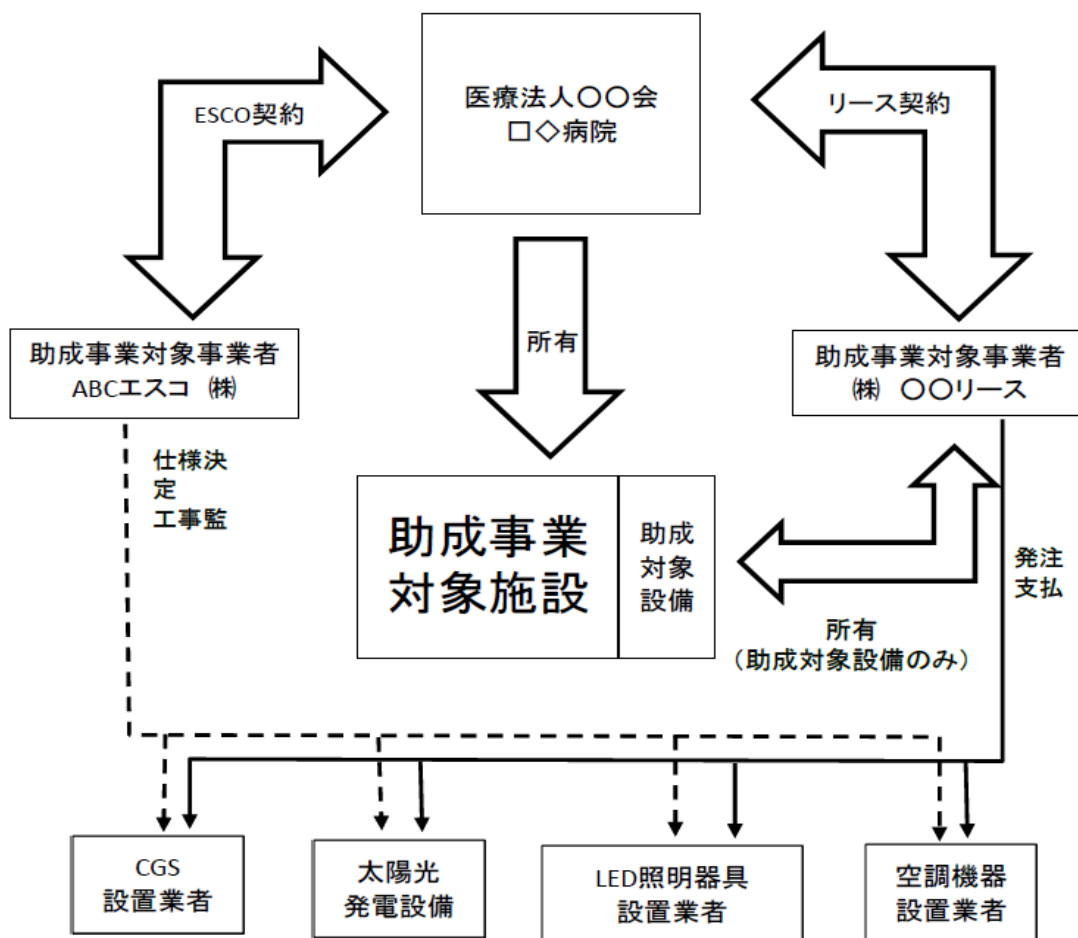 医療法人〇〇会
□◇病院
ESCO契約
リース契約
所有
助成事業対象事業者
ABCエスコ ㈱
助成事業対象事業者
㈱ 〇〇リース
仕様決
定
工事監
助成事業
対象施設
助成
対象
設備
発注
支払
所有
（助成対象設備のみ）
CGS
設置業者
太陽光
発電設備
LED照明器具
設置業者
空調機器
設置業者